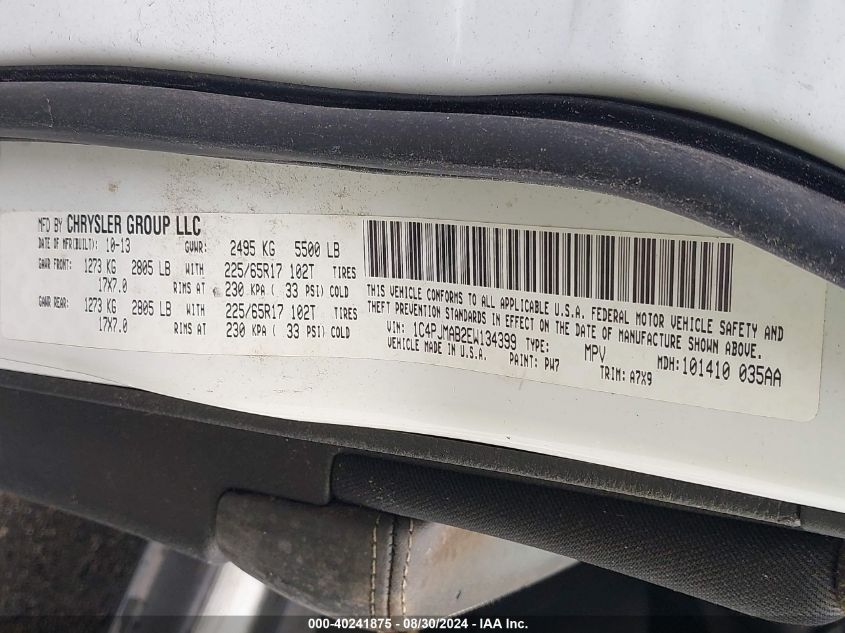 MFD BY CHRYSLER GROUP LLC
DATE OF MFR(BUILT): 10-13 GVWR: 2495 KG 5500 LB
GAWR FRONT: 1273 KG 2805 LB WITH 225/65R17 102T TIRES
17X7.0 RIMS AT 230 KPA ( 33 PSI) COLD
GAWR REAR: 1273 KG 2805 LB WITH 225/65R17 102T TIRES
17X7.0 RIMS AT 230 KPA ( 33 PSI) COLD
THIS VEHICLE CONFORMS TO ALL APPLICABLE U.S.A. FEDERAL MOTOR VEHICLE SAFETY AND
THEFT PREVENTION STANDARDS IN EFFECT ON THE DATE OF MANUFACTURE SHOWN ABOVE.
VIN: 1C4PJMAB2EW134399 TYPE: MPV MDH: 101410 035AA
VEHICLE MADE IN U.S.A. PAINT: PW7 TRIM: A7X9
000-40241875 - 08/30/2024 - IAA Inc.